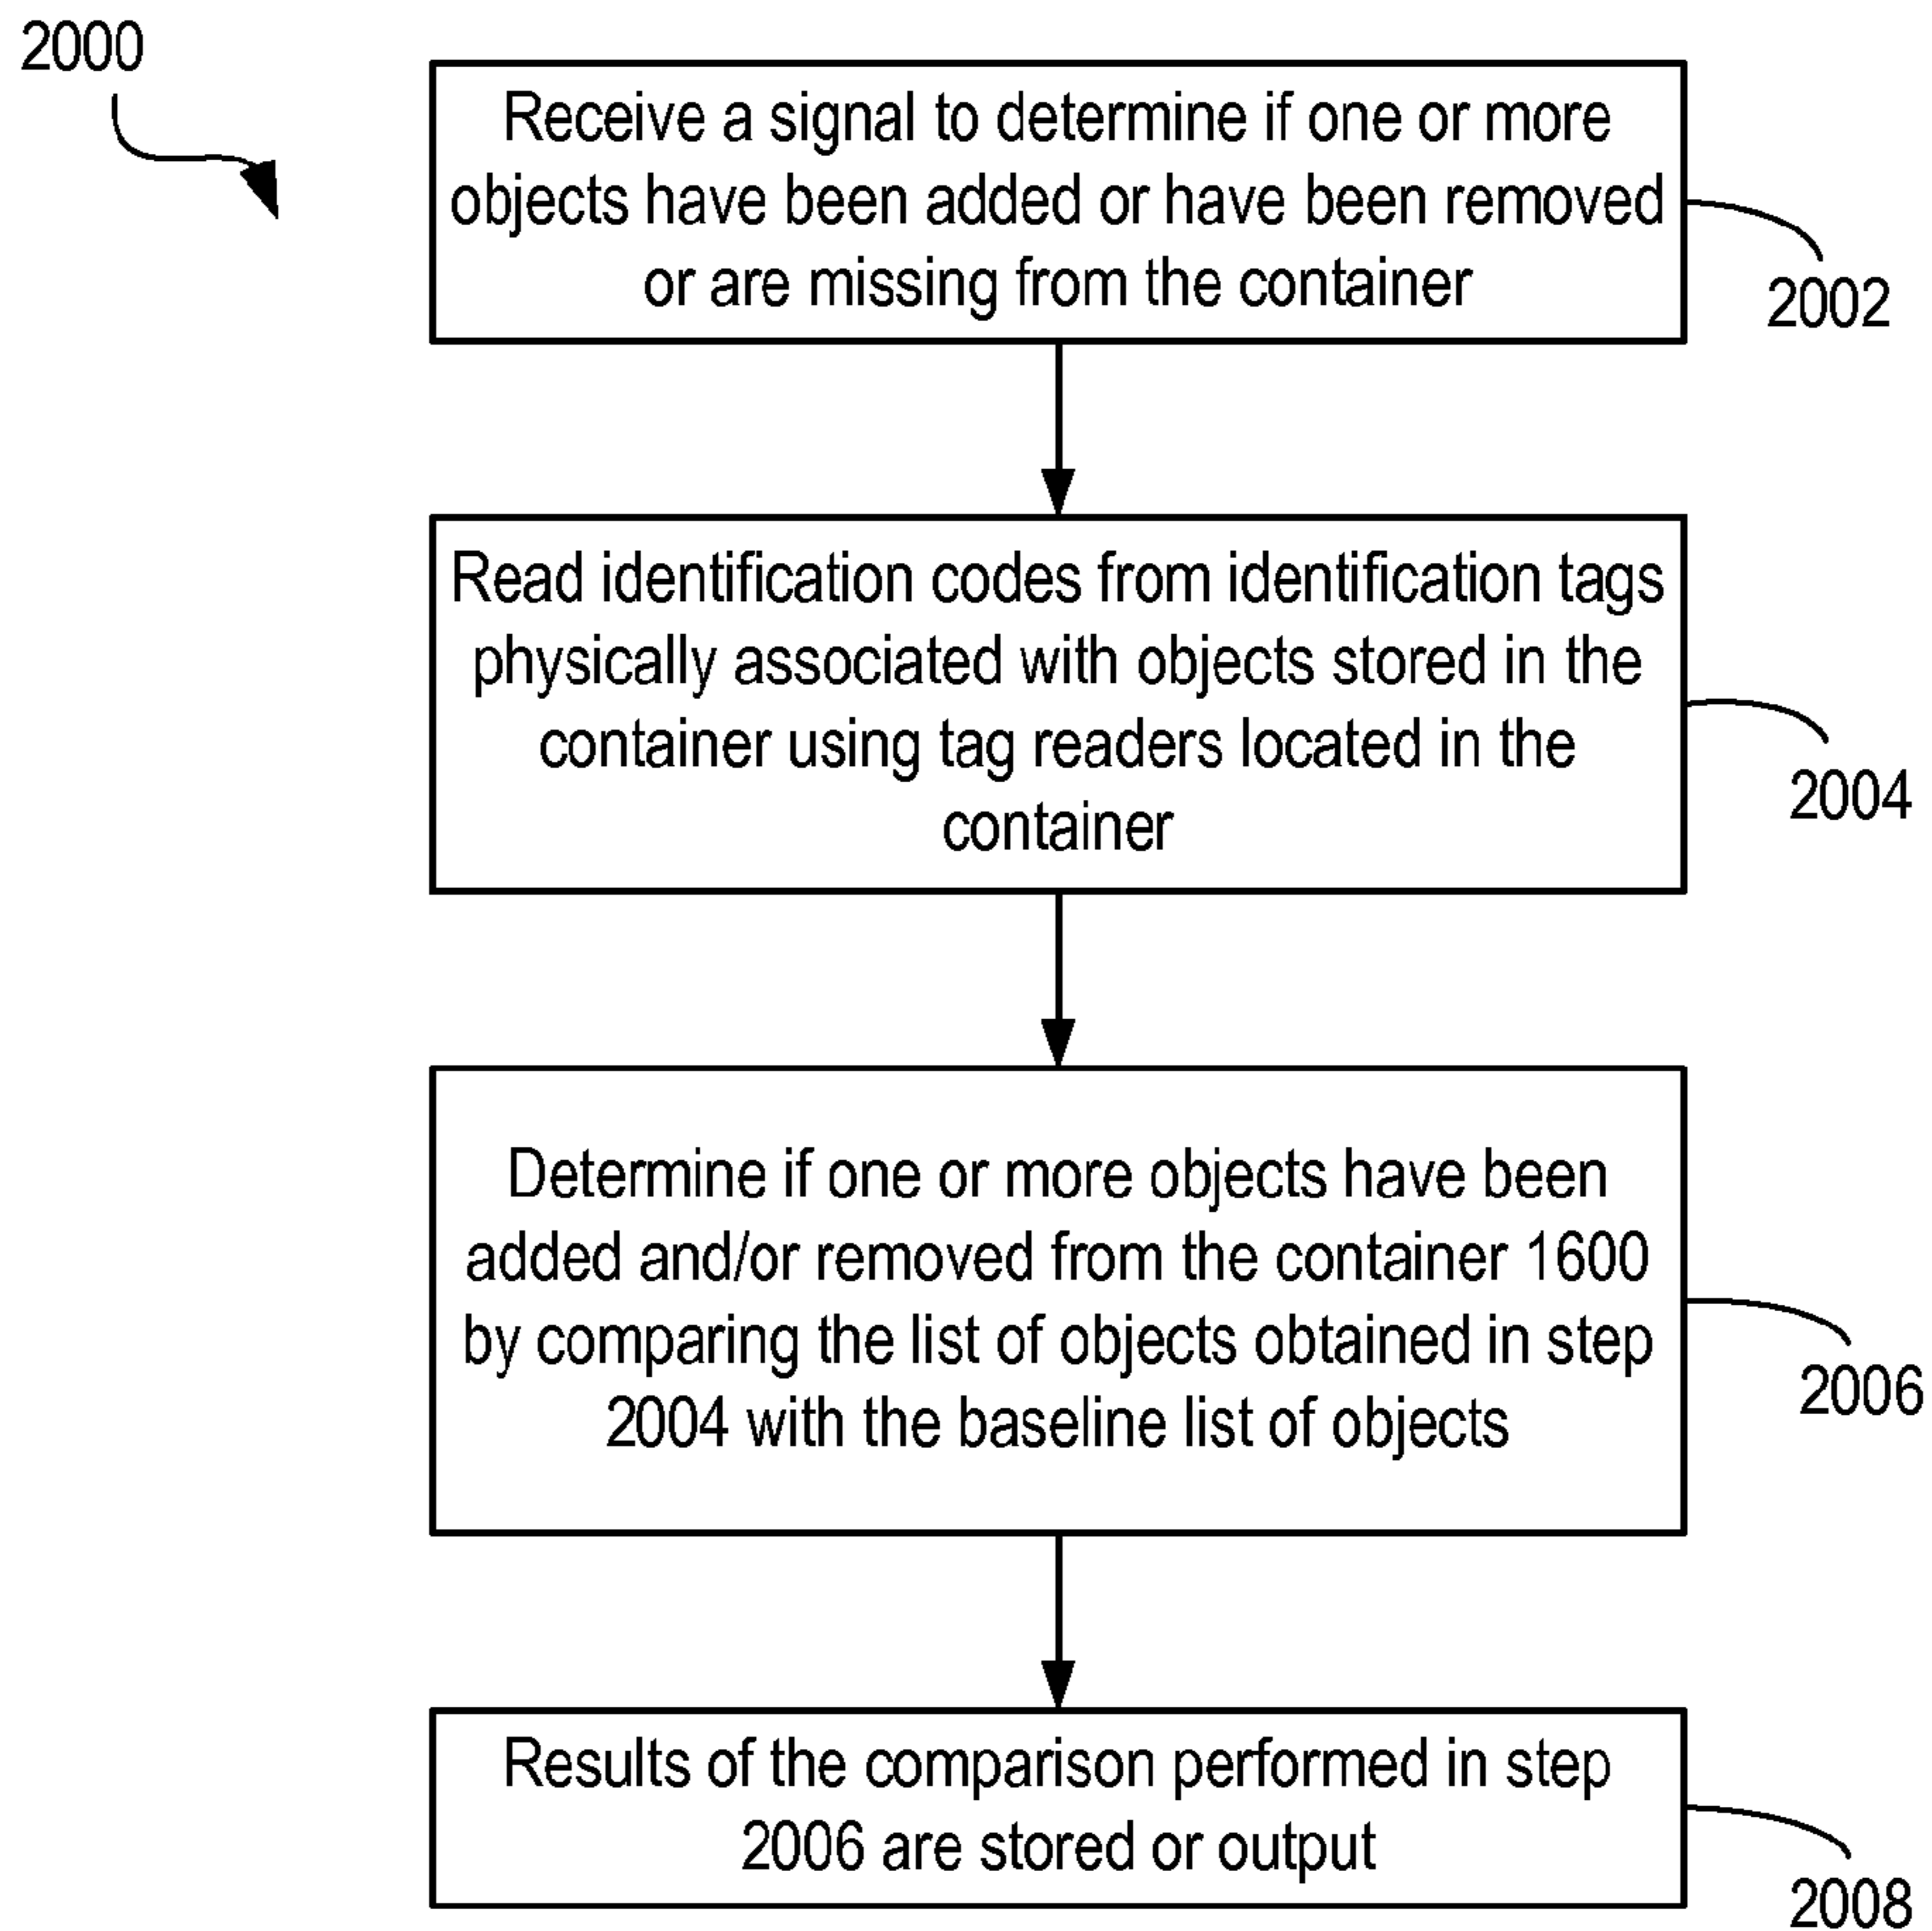 2000
Receive a signal to determine if one or more
objects have been added or have been removed
or are missing from the container
2002
Read identification codes from identification tags
physically associated with objects stored in the
container using tag readers located in the
container
2004
Determine if one or more objects have been
added and/or removed from the container 1600
by comparing the list of objects obtained in step
2004 with the baseline list of objects
2006
Results of the comparison performed in step
2006 are stored or output
2008